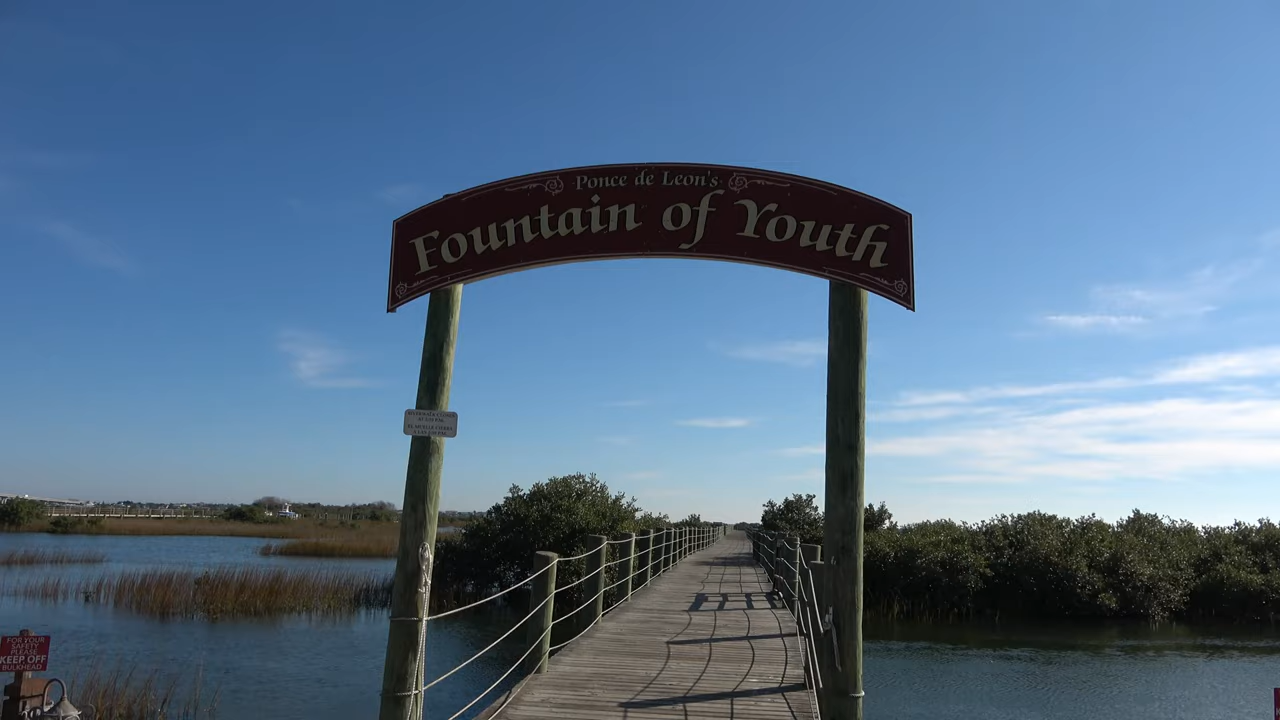 Ponce de Leon's
Fountain of Youth
FOR YOUR
SAFETY
PLEASE
KEEP OFF
BULKHEAD